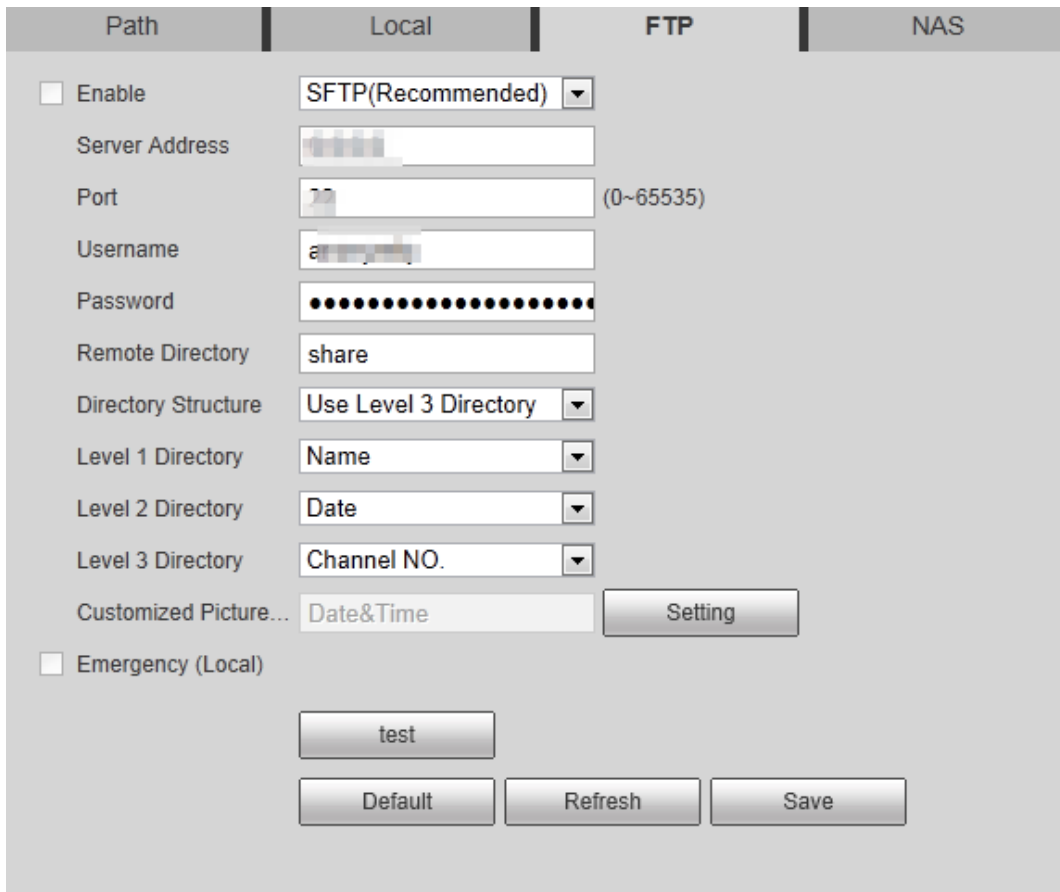 Path Local FTP NAS
Enable SFTP(Recommended)
Server Address
Port (0~65535)
Username
Password ●●●●●●●●●●●●●●●●●●●●
Remote Directory share
Directory Structure Use Level 3 Directory
Level 1 Directory Name
Level 2 Directory Date
Level 3 Directory Channel NO.
Customized Picture... Date&Time Setting
Emergency (Local)
test
Default Refresh Save